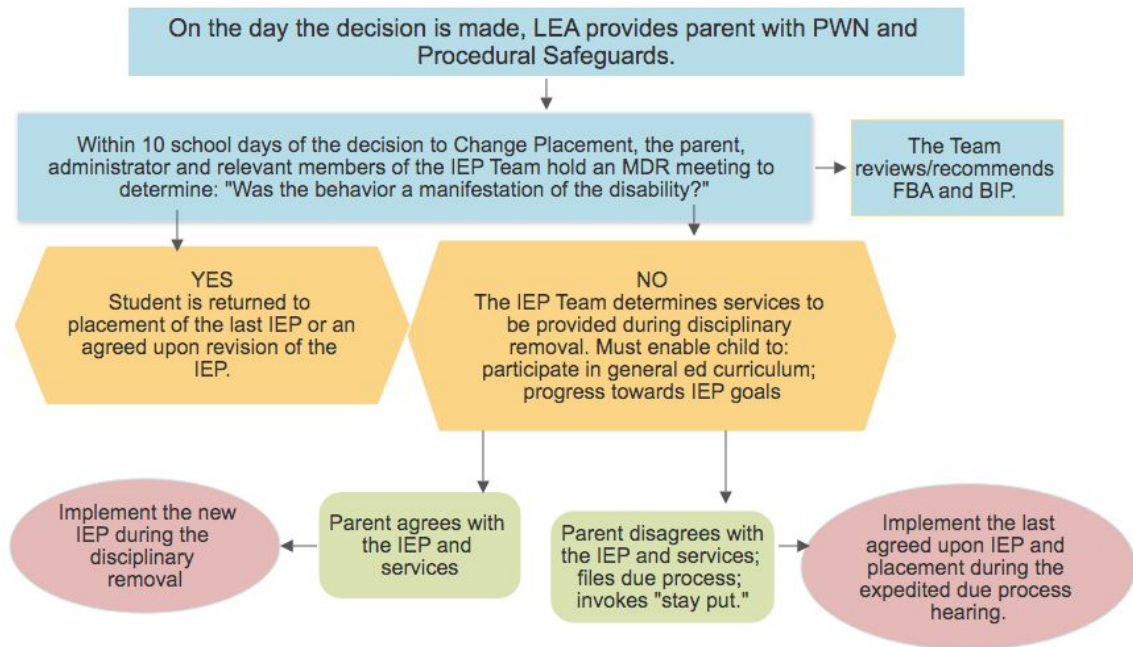 On the day the decision is made, LEA provides parent with PWN and
Procedural Safeguards.
Within 10 school days of the decision to Change Placement, the parent,
administrator and relevant members of the IEP Team hold an MDR meeting to
determine: "Was the behavior a manifestation of the disability?"
The Team
reviews/recommends
FBA and BIP.
YES
Student is returned to
placement of the last IEP or an
agreed upon revision of the
IEP.
NO
The IEP Team determines services to
be provided during disciplinary
removal. Must enable child to:
participate in general ed curriculum;
progress towards IEP goals
Implement the new
IEP during the
disciplinary
removal
Parent agrees with
the IEP and
services
Parent disagrees with
the IEP and services;
files due process;
invokes "stay put."
Implement the last
agreed upon IEP and
placement during the
expedited due process
hearing.